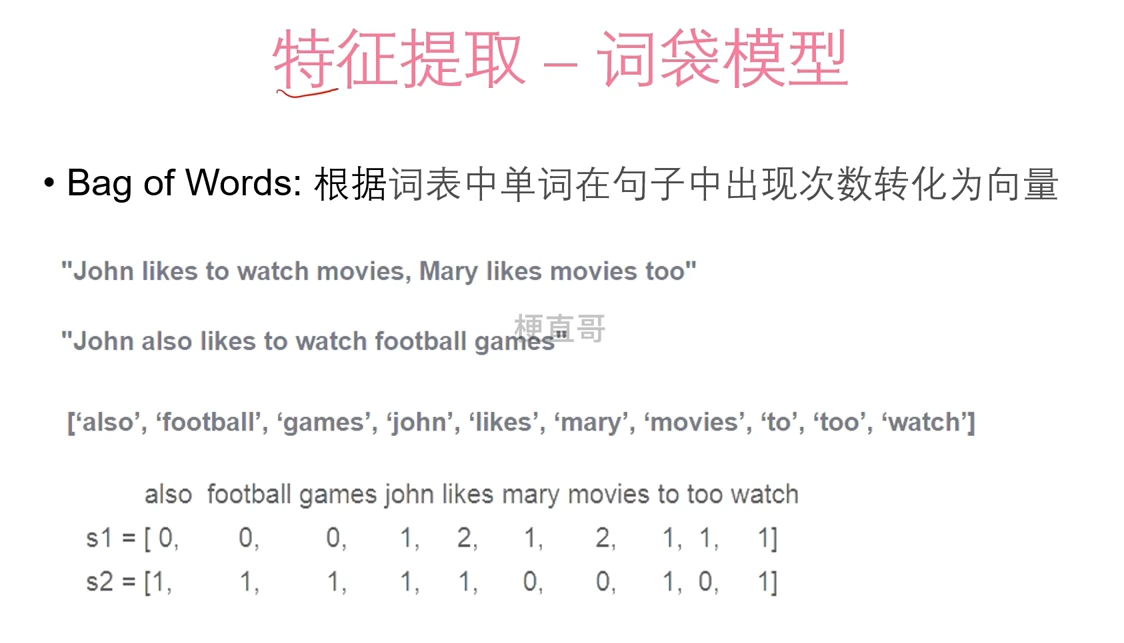 特征提取 – 词袋模型
• Bag of Words: 根据词表中单词在句子中出现次数转化为向量
"John likes to watch movies, Mary likes movies too"
梗直哥
"John also likes to watch football games"
[‘also’, ‘football’, ‘games’, ‘john’, ‘likes’, ‘mary’, ‘movies’, ‘to’, ‘too’, ‘watch’]
also football games john likes mary movies to too watch
s1 = [ 0, 0, 0, 1, 2, 1, 2, 1, 1, 1]
s2 = [1, 1, 1, 1, 1, 0, 0, 1, 0, 1]